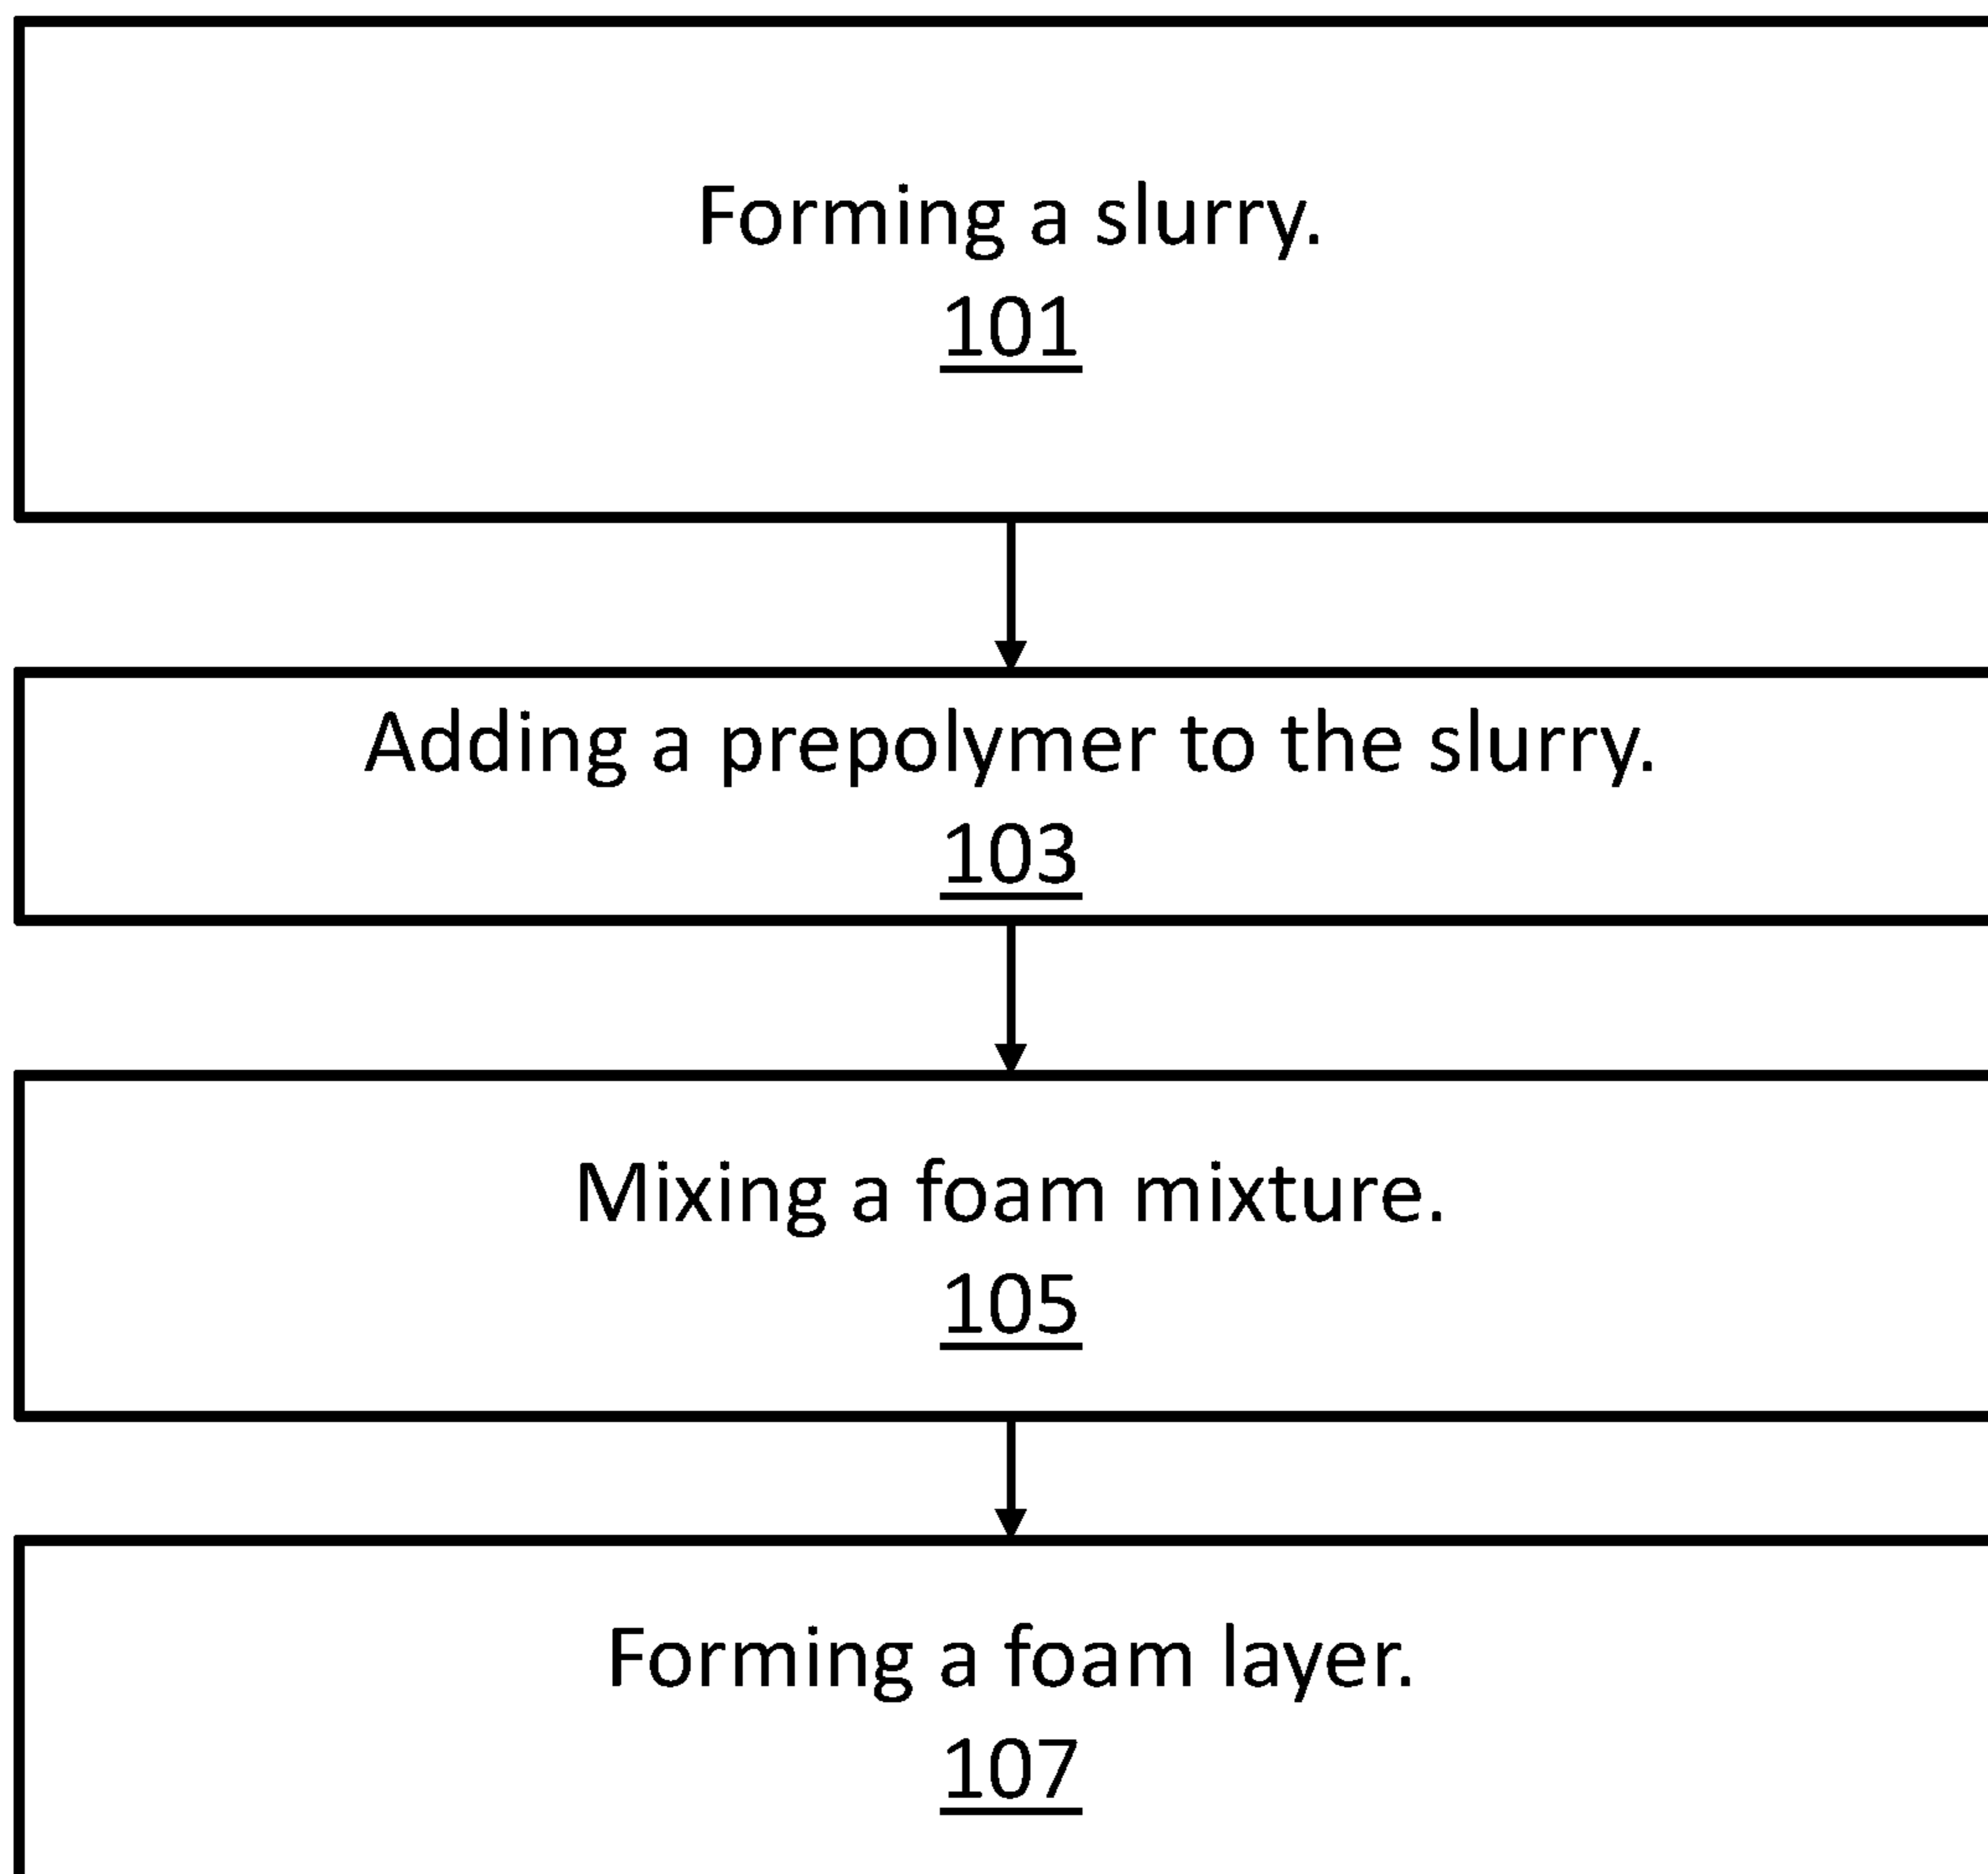 Forming a slurry.
101
Adding a prepolymer to the slurry.
103
Mixing a foam mixture.
105
Forming a foam layer.
107